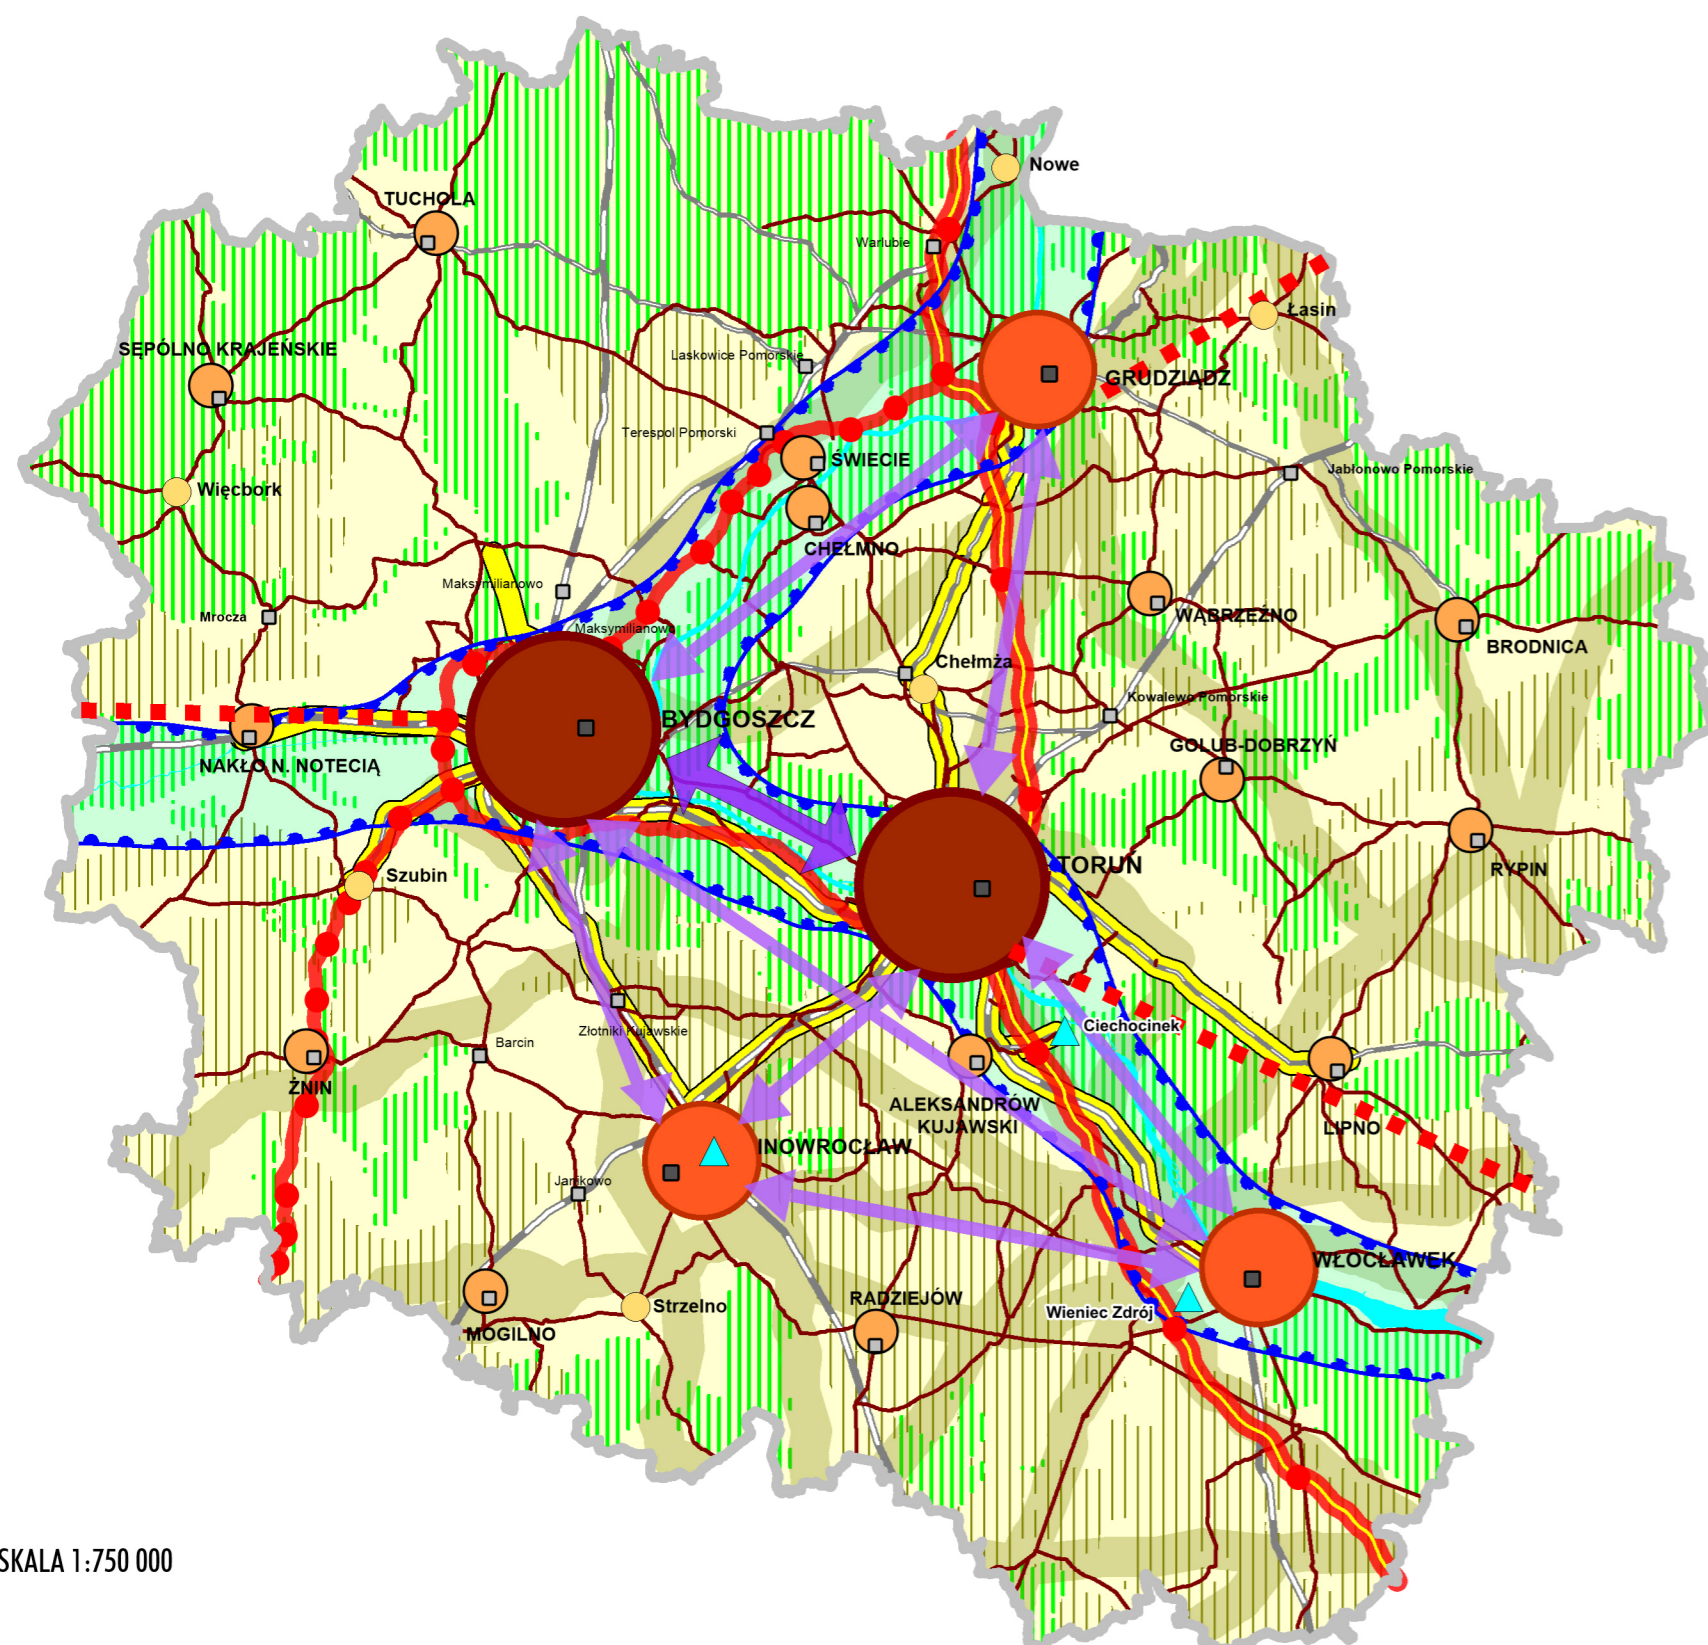 Nowe
TUCHOLA
Warlubie
Łasin
SĘPÓLNO KRAJEŃSKIE
Laskowice Pomorskie
GRUDZIĄDZ
Terespol Pomorski
ŚWIECIE
Jabłonowo Pomorskie
Więcbork
CHEŁMNO
Maksymilianowo
Mrocza
Maksymilianowo
WĄBRZEŹNO
BRODNICA
Chełmża
Kowalewo Pomorskie
BYDGOSZCZ
GOLUB-DOBRZYŃ
NAKŁO N. NOTECIĄ
TORUŃ
RYPIN
Szubin
Ciechocinek
Złotniki Kujawskie
Barcin
ŻNIN
ALEKSANDRÓW
KUJAWSKI
LIPNO
INOWROCŁAW
Janikowo
WŁOCŁAWEK
RADZIEJÓW
Strzelno
Wieniec Zdrój
MOGILNO
SKALA 1:750 000